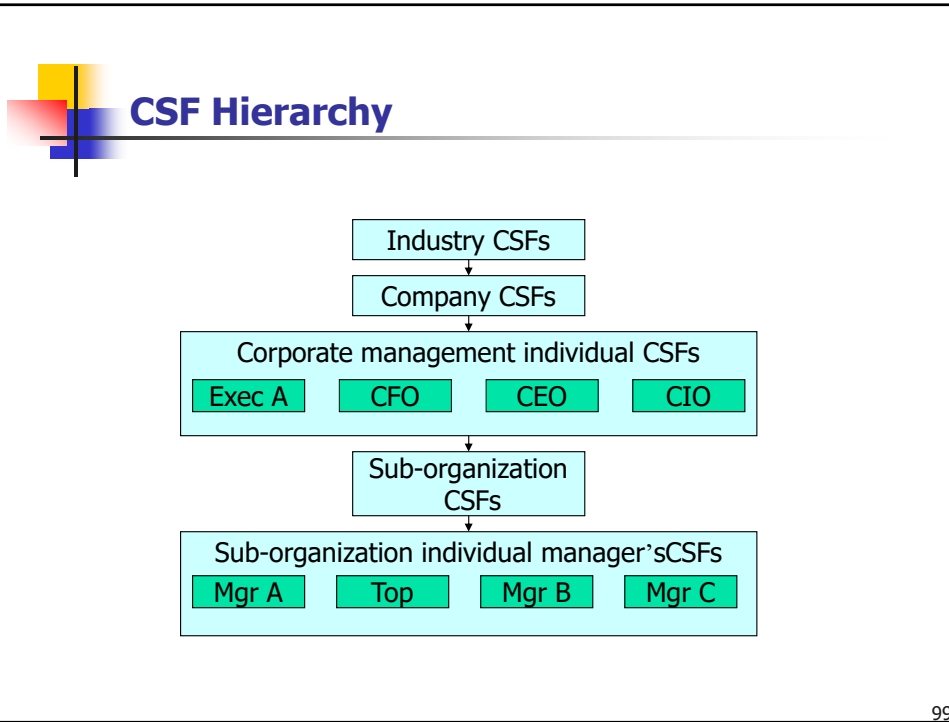 CSF Hierarchy
Industry CSFs
Company CSFs
Corporate management individual CSFs
Exec A CFO CEO CIO
Sub-organization
CSFs
Sub-organization individual manager’sCSFs
Mgr A Top Mgr B Mgr C
99